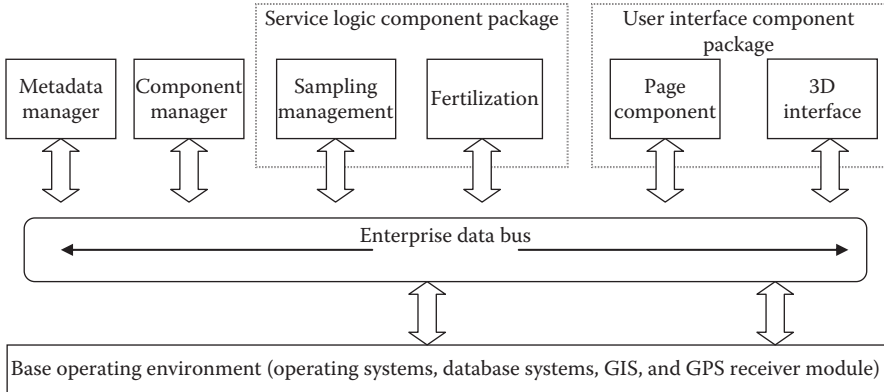 Service logic component package
User interface component
package
Metadata
manager
Component
manager
Sampling
management
Fertilization
Page
component
3D
interface
Enterprise data bus
Base operating environment (operating systems, database systems, GIS, and GPS receiver module)